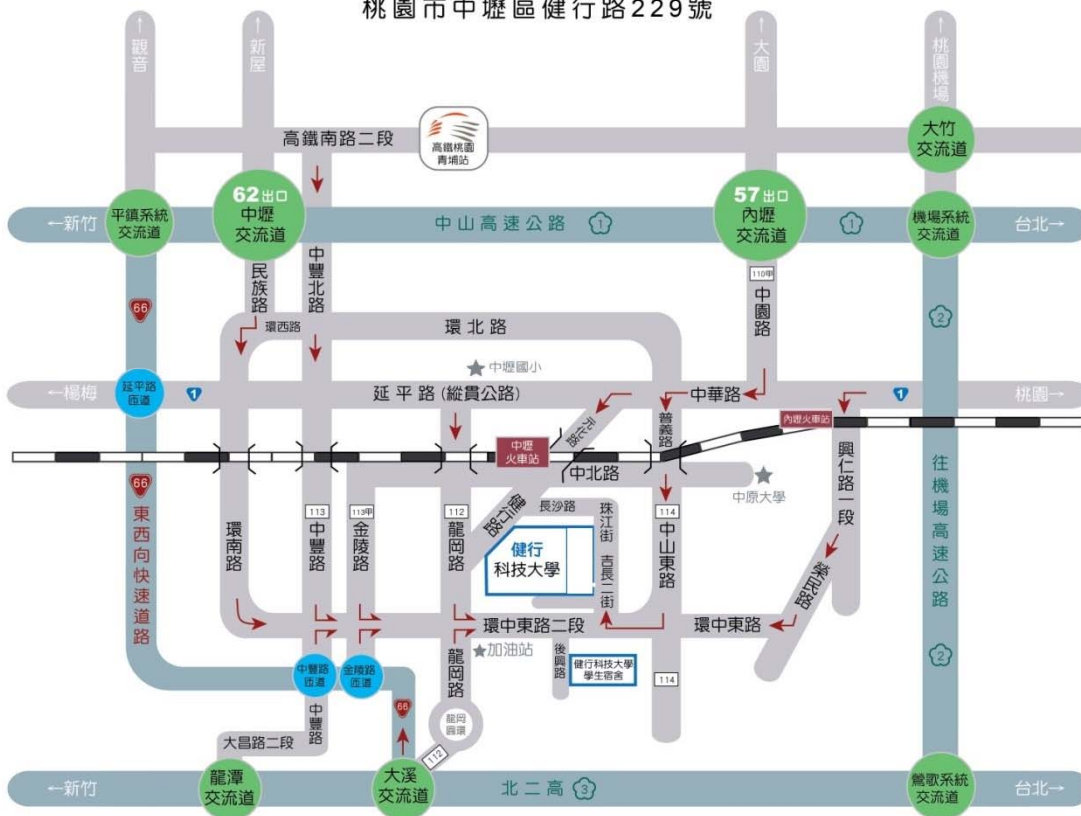 桃園市中壢區健行路229號
↑觀音
↑新屋
↑大園
↑桃園機場
高鐵南路二段
高鐵桃園
青埔站
大竹
交流道
←新竹
平鎮系統
交流道
62出口
中壢
交流道
中山高速公路
1
57出口
內壢
交流道
1
機場系統
交流道
台北→
66
民族路
中豐北路
110甲
中園路
2
環西路
環北路
中壢國小
←楊梅
延平路
匝道
1
延平路(縱貫公路)
中華路
1
桃園→
元化路
普義路
內壢火車站
中壢
火車站
中北路
中原大學
興仁路一段
往機場高速公路
66
東西向快速道路
環南路
113
中豐路
113甲
金陵路
112
龍岡路
健行路
長沙路
珠江街
吉長二街
114
中山東路
健行
科技大學
榮民路
環中東路二段
環中東路
加油站
後興路
健行科技大學
學生宿舍
2
中豐路
匝道
金陵路
匝道
龍岡路
114
66
中豐路
龍岡
圓環
大昌路二段
112
←新竹
龍潭
交流道
大溪
交流道
北二高
3
鶯歌系統
交流道
台北→